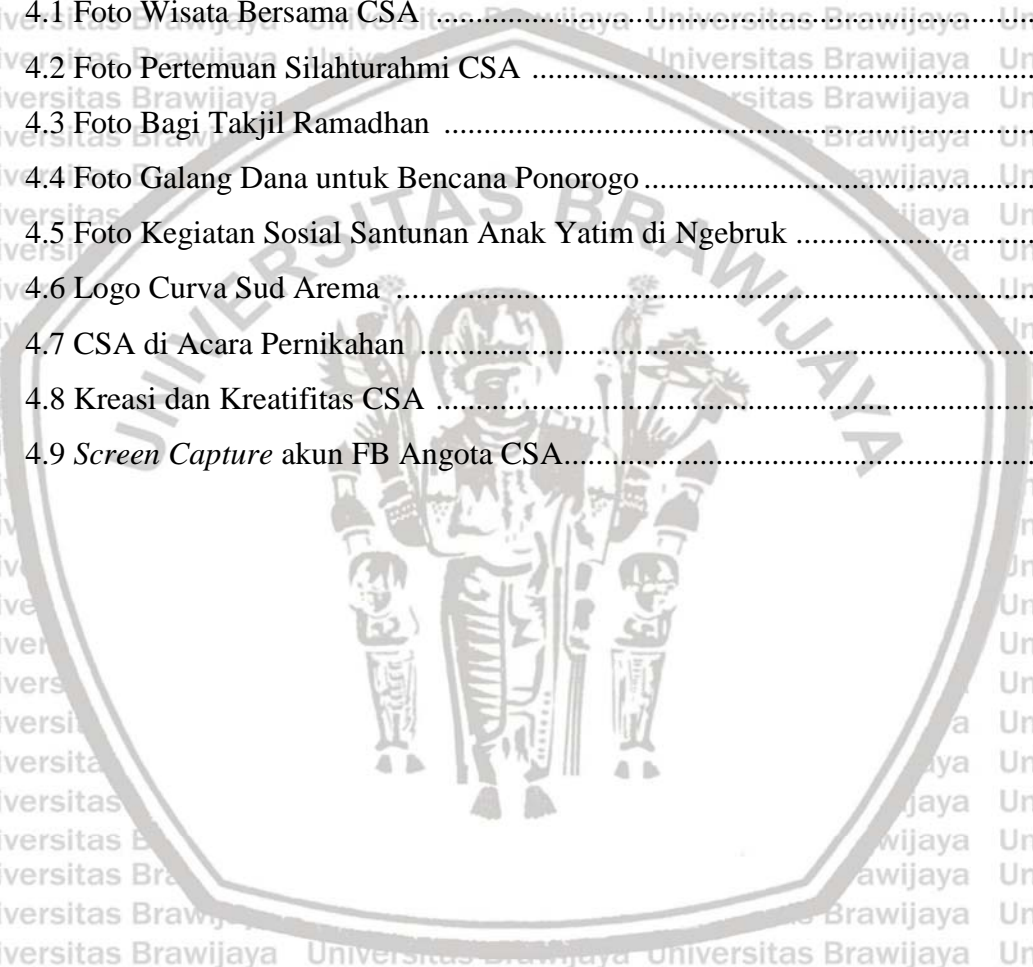 4.1 Foto Wisata Bersama CSA ..........................................................
4.2 Foto Pertemuan Silahturahmi CSA ..........................................................
4.3 Foto Bagi Takjil Ramadhan ..........................................................
4.4 Foto Galang Dana untuk Bencana Ponorogo ..........................................................
4.5 Foto Kegiatan Sosial Santunan Anak Yatim di Ngebruk ..........................................................
4.6 Logo Curva Sud Arema ..........................................................
4.7 CSA di Acara Pernikahan ..........................................................
4.8 Kreasi dan Kreatifitas CSA ..........................................................
4.9 Screen Capture akun FB Angota CSA..........................................................
UNIVERSITAS BRAWIJAYA